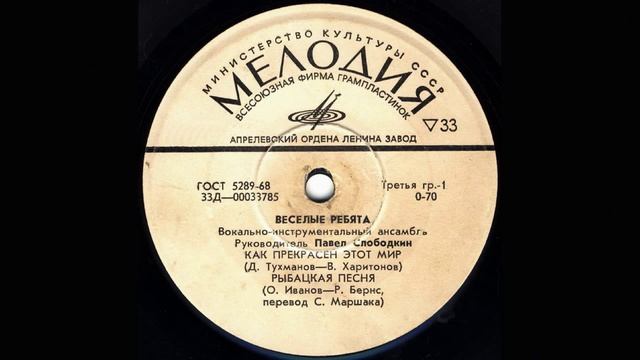 МИНИСТЕРСТВО КУЛЬТУРЫ СССР
МЕЛОДИЯ
ВСЕСОЮЗНАЯ ФИРМА ГРАМПЛАСТИНОК
▽33
АПРЕЛЕВСКИЙ ОРДЕНА ЛЕНИНА ЗАВОД
ГОСТ 5289-68
Третья гр.-1
33Д—00033785
0-70
ВЕСЕЛЫЕ РЕБЯТА
Вокально-инструментальный ансамбль
Руководитель Павел Слободкин
КАК ПРЕКРАСЕН ЭТОТ МИР
(Д. Тухманов—В. Харитонов)
РЫБАЦКАЯ ПЕСНЯ
(О. Иванов—Р. Бернс,
перевод С. Маршака)